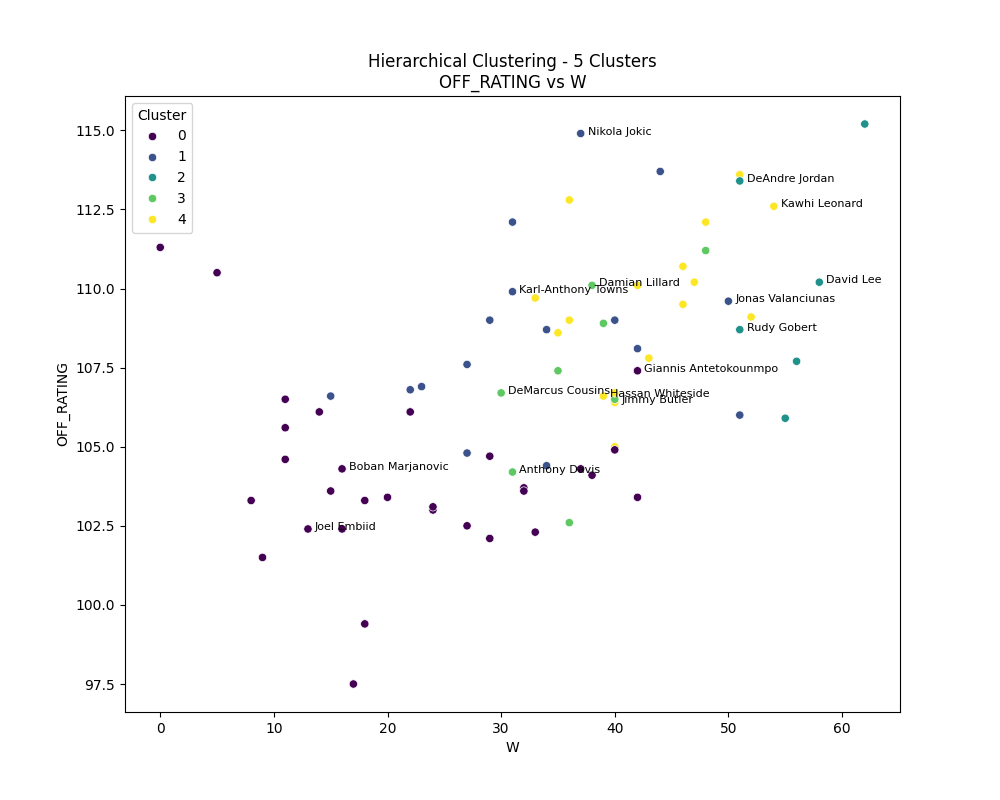 Hierarchical Clustering - 5 Clusters
OFF_RATING vs W
Cluster
0
1
2
3
4
115.0
112.5
110.0
107.5
105.0
102.5
100.0
97.5
OFF_RATING
Nikola Jokic
DeAndre Jordan
Kawhi Leonard
Damian Lillard
David Lee
Karl-Anthony Towns
Jonas Valanciunas
Rudy Gobert
Giannis Antetokounmpo
DeMarcus Cousins
Hassan Whiteside
Jimmy Butler
Boban Marjanovic
Anthony Davis
Joel Embiid
0
10
20
30
40
50
60
W